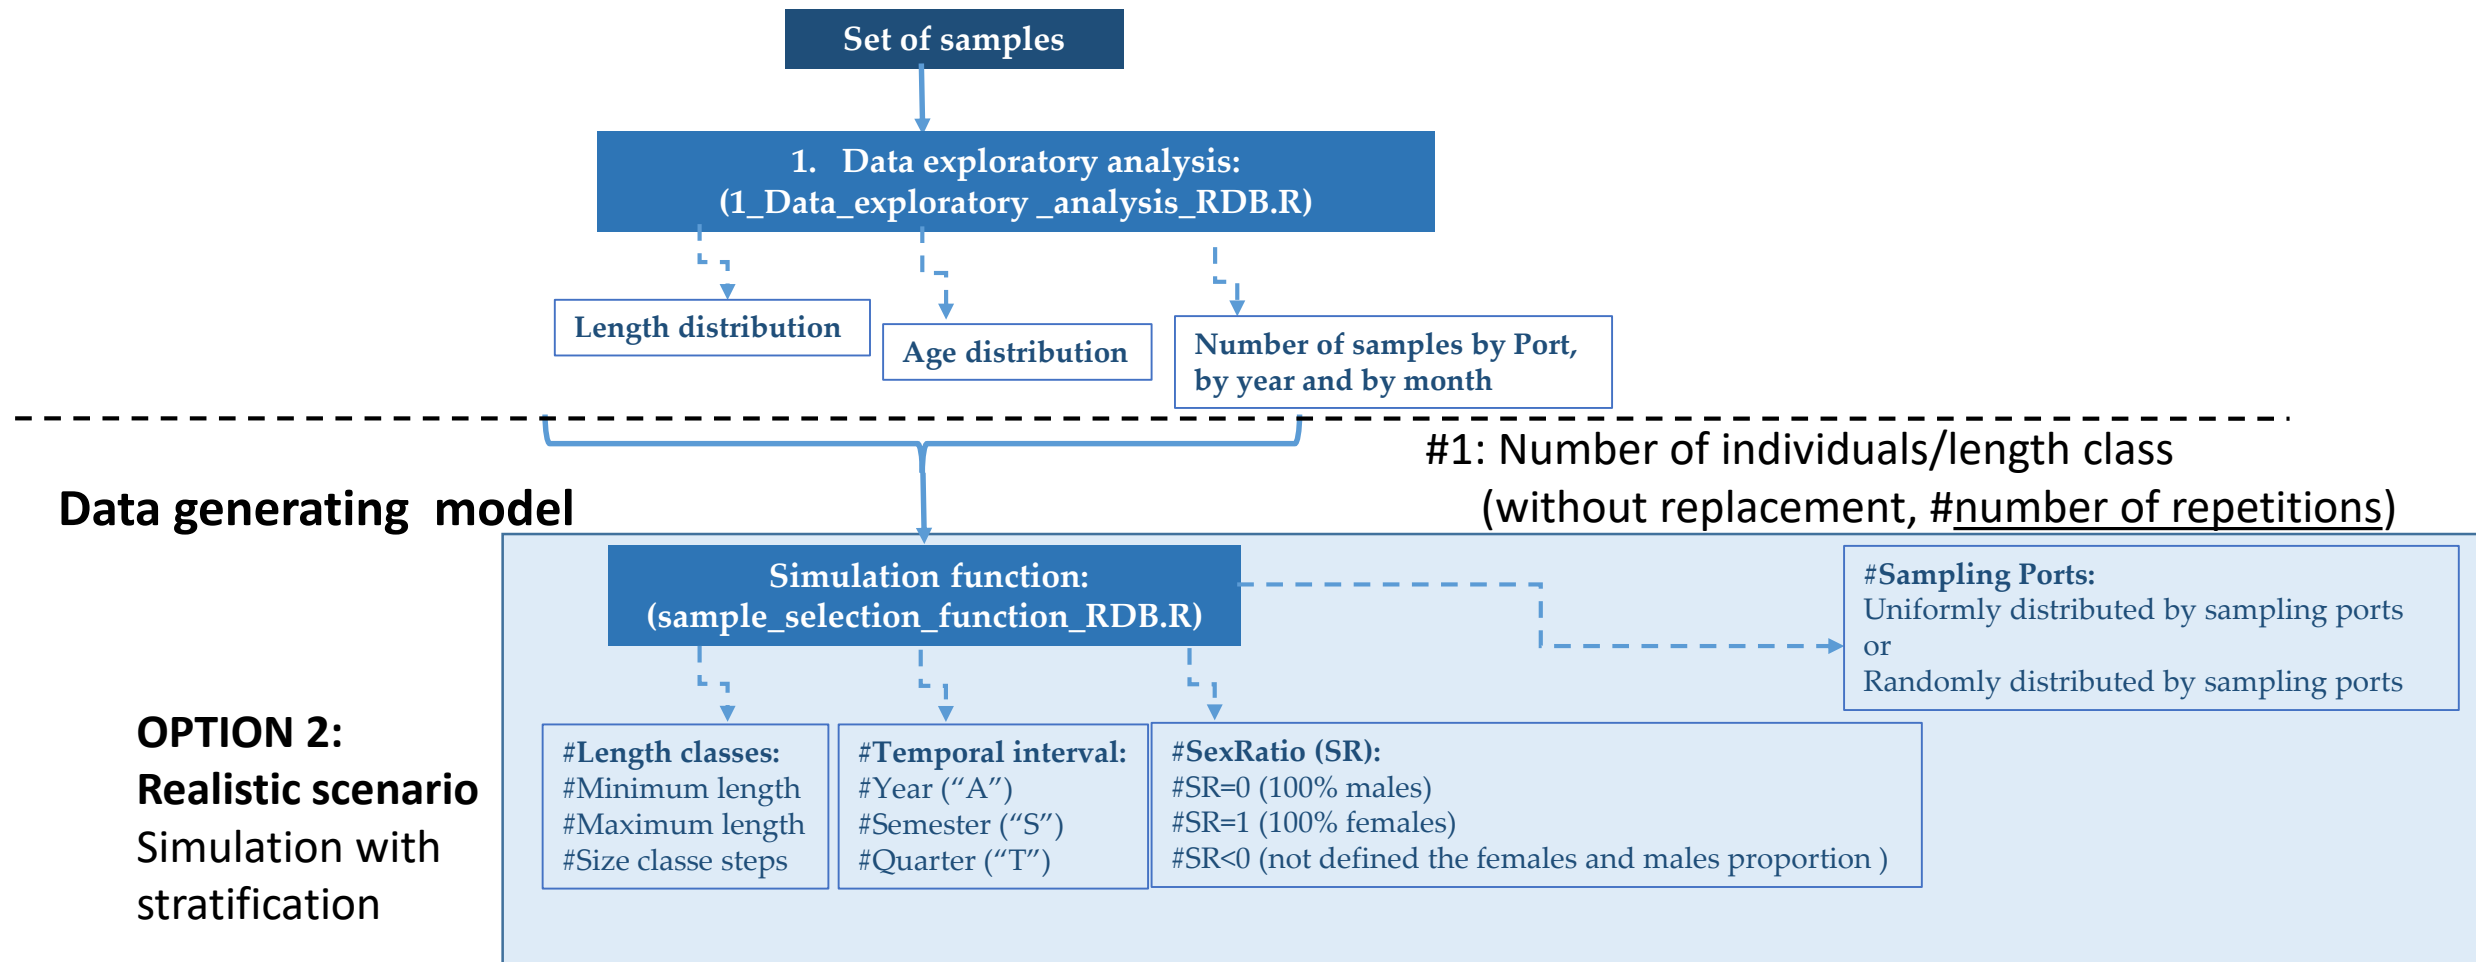 Set of samples
1. Data exploratory analysis:
(1_Data_exploratory _analysis_RDB.R)
Length distribution
Age distribution
Number of samples by Port,
by year and by month
#1: Number of individuals/length class
(without replacement, #number of repetitions)
Data generating model
Simulation function:
(sample_selection_function_RDB.R)
#Sampling Ports:
Uniformly distributed by sampling ports
or
Randomly distributed by sampling ports
OPTION 2:
Realistic scenario
Simulation with
stratification
#Length classes:
#Minimum length
#Maximum length
#Size classe steps
#Temporal interval:
#Year (“A”)
#Semester (“S”)
#Quarter (“T”)
#SexRatio (SR):
#SR=0 (100% males)
#SR=1 (100% females)
#SR<0 (not defined the females and males proportion )